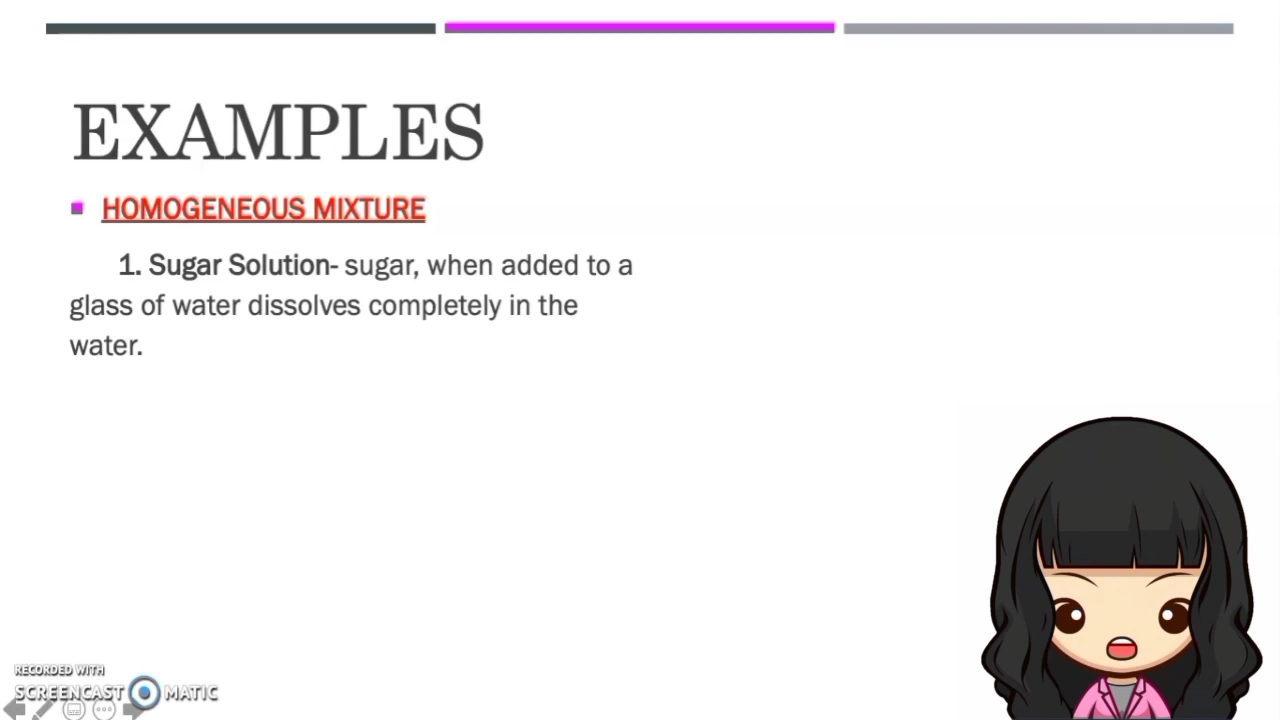 EXAMPLES
HOMOGENEOUS MIXTURE
1. Sugar Solution- sugar, when added to a
glass of water dissolves completely in the
water.
RECORDED WITH
SCREENCAST MATIC